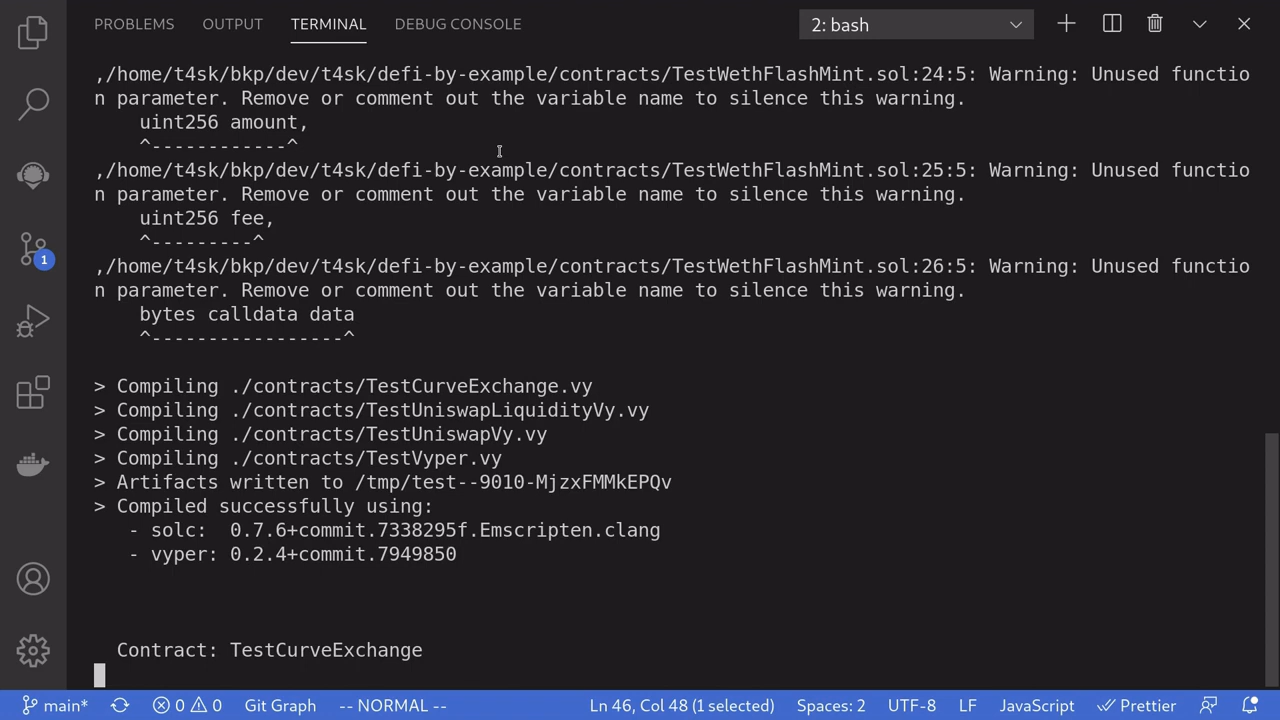 PROBLEMS OUTPUT TERMINAL DEBUG CONSOLE 2: bash
,/home/t4sk/bkp/dev/t4sk/defi-by-example/contracts/TestWethFlashMint.sol:24:5: Warning: Unused functio
n parameter. Remove or comment out the variable name to silence this warning.
    uint256 amount,
    ^------------^
,/home/t4sk/bkp/dev/t4sk/defi-by-example/contracts/TestWethFlashMint.sol:25:5: Warning: Unused functio
n parameter. Remove or comment out the variable name to silence this warning.
    uint256 fee,
    ^---------^
,/home/t4sk/bkp/dev/t4sk/defi-by-example/contracts/TestWethFlashMint.sol:26:5: Warning: Unused functio
n parameter. Remove or comment out the variable name to silence this warning.
    bytes calldata data
    ^-----------------^
> Compiling ./contracts/TestCurveExchange.vy
> Compiling ./contracts/TestUniswapLiquidityVy.vy
> Compiling ./contracts/TestUniswapVy.vy
> Compiling ./contracts/TestVyper.vy
> Artifacts written to /tmp/test--9010-MjzxFMMkEPQv
> Compiled successfully using:
   - solc:  0.7.6+commit.7338295f.Emscripten.clang
   - vyper: 0.2.4+commit.7949850
  Contract: TestCurveExchange
1
main* 0 0 Git Graph -- NORMAL -- Ln 46, Col 48 (1 selected) Spaces: 2 UTF-8 LF JavaScript Prettier